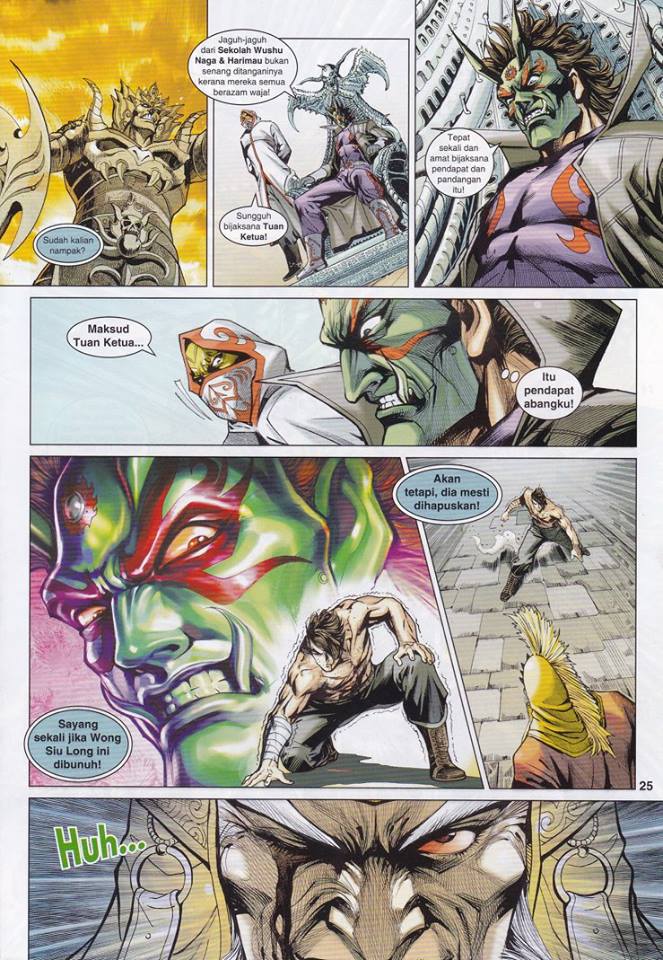 Sudah kalian
nampak?
Jaguh-jaguh
dari Sekolah Wushu
Naga & Harimau bukan
senang ditanganinya
kerana mereka semua
berazam waja!
Sungguh
bijaksana Tuan
Ketua!
Tepat
sekali dan
amat bijaksana
pendapat dan
pandangan
itu!
Maksud
Tuan Ketua...
Itu
pendapat
abangku!
Sayang
sekali jika Wong
Siu Long ini
dibunuh!
Akan
tetapi, dia mesti
dihapuskan!
25
Huh...